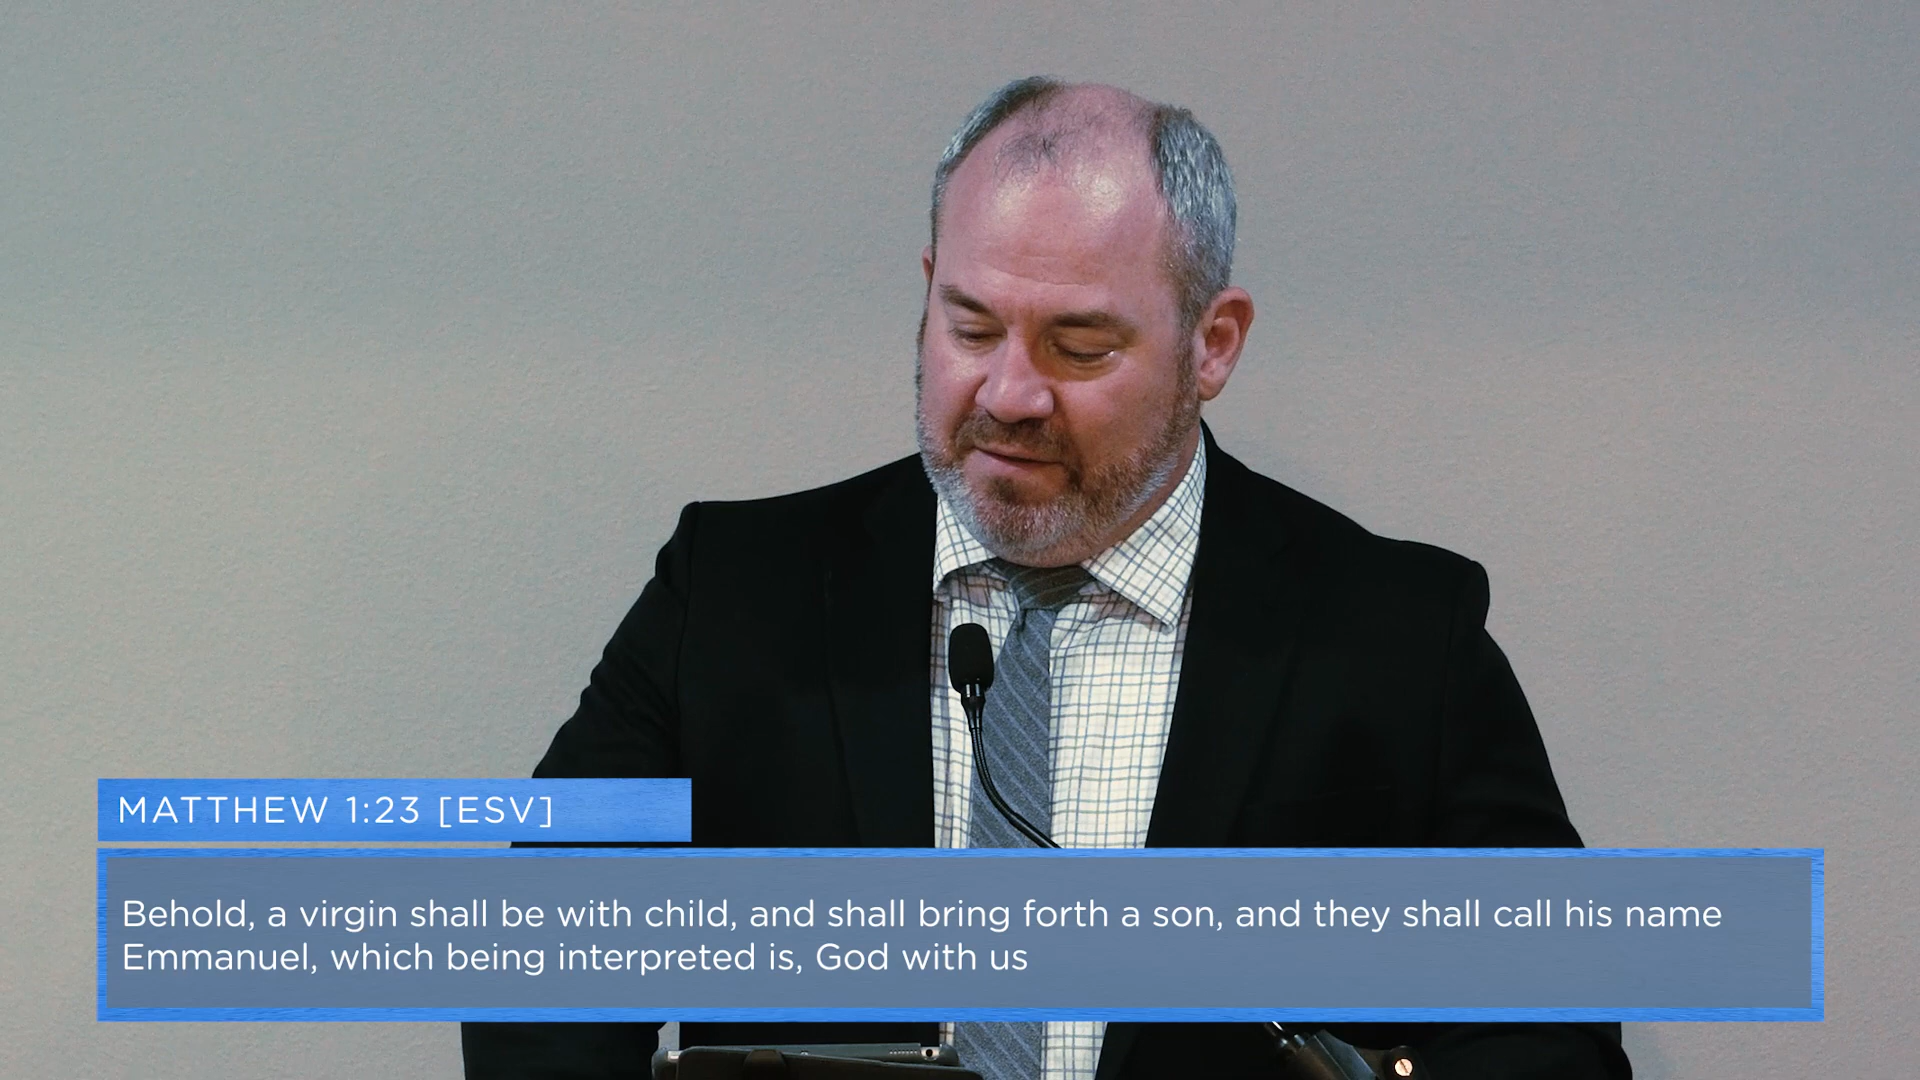 MATTHEW 1:23 [ESV]
Behold, a virgin shall be with child, and shall bring forth a son, and they shall call his name
Emmanuel, which being interpreted is, God with us